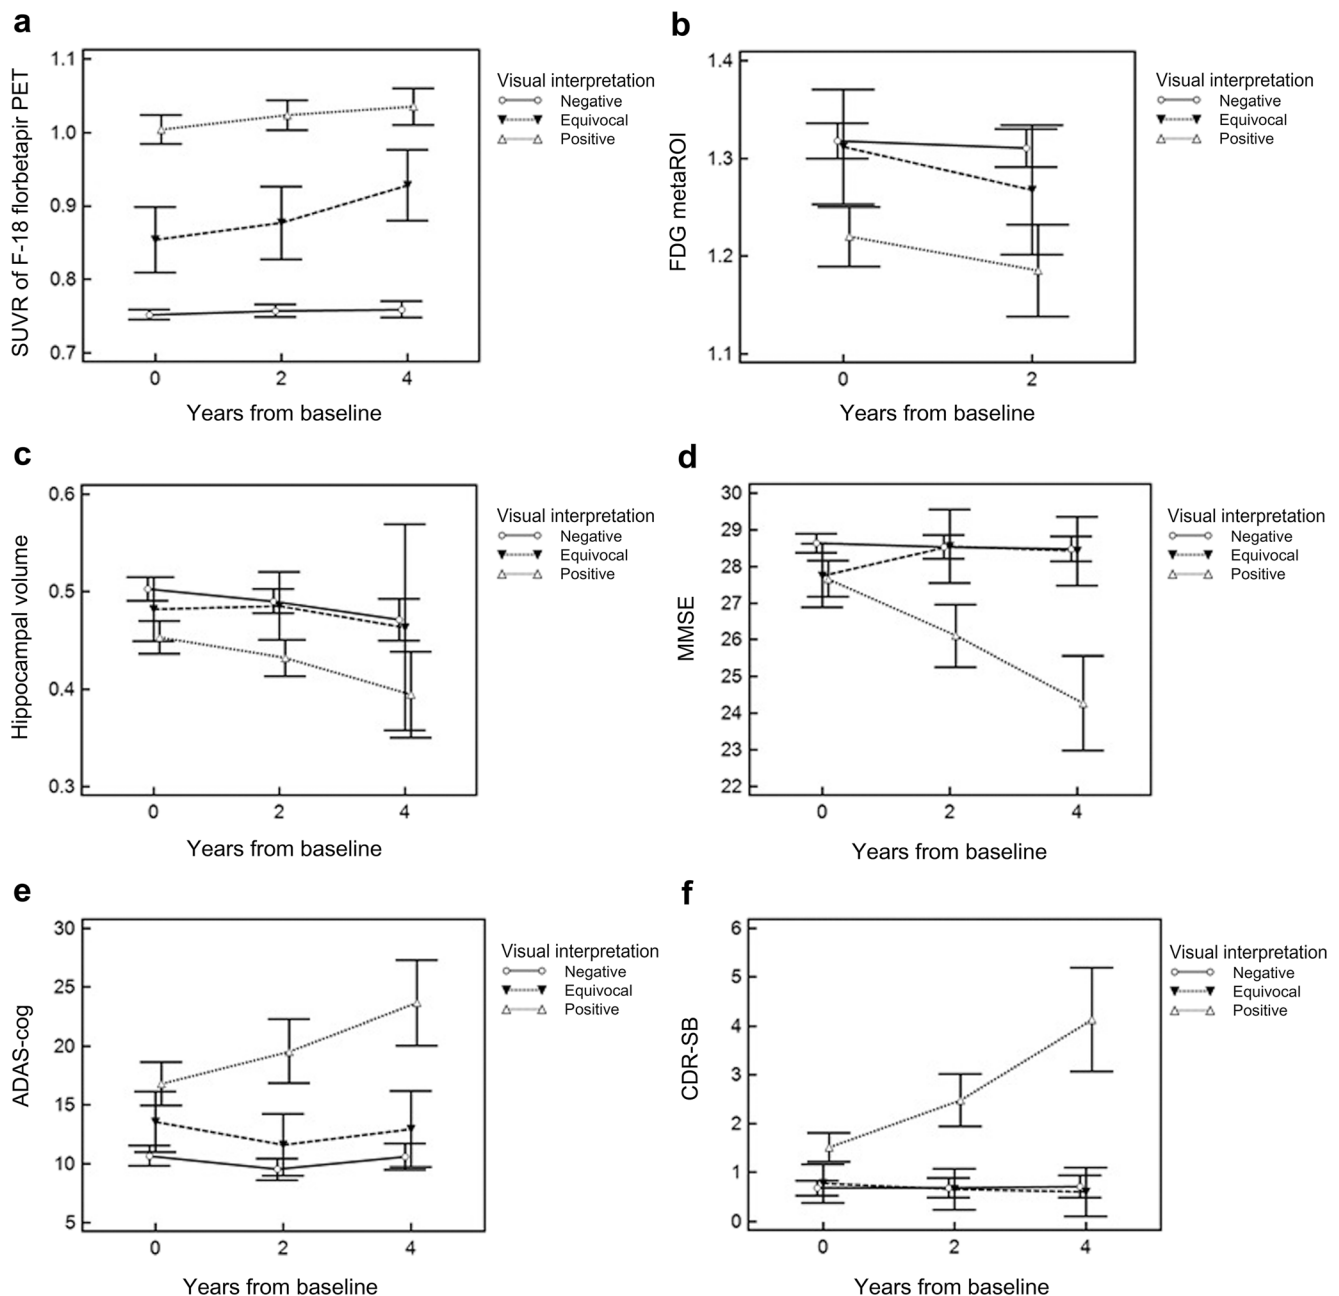 a
SUVR of F-18 florbetapir PET
1.1
1.0
0.9
0.8
0.7
0
2
4
Years from baseline
Visual interpretation
Negative
Equivocal
Positive
b
FDG metaROI
1.4
1.3
1.2
1.1
0
2
Years from baseline
Visual interpretation
Negative
Equivocal
Positive
c
Hippocampal volume
0.6
0.5
0.4
0.3
0
2
4
Years from baseline
Visual interpretation
Negative
Equivocal
Positive
d
MMSE
30
29
28
27
26
25
24
23
22
0
2
4
Years from baseline
Visual interpretation
Negative
Equivocal
Positive
e
ADAS-cog
30
25
20
15
10
5
0
2
4
Years from baseline
Visual interpretation
Negative
Equivocal
Positive
f
CDR-SB
6
5
4
3
2
1
0
0
2
4
Years from baseline
Visual interpretation
Negative
Equivocal
Positive